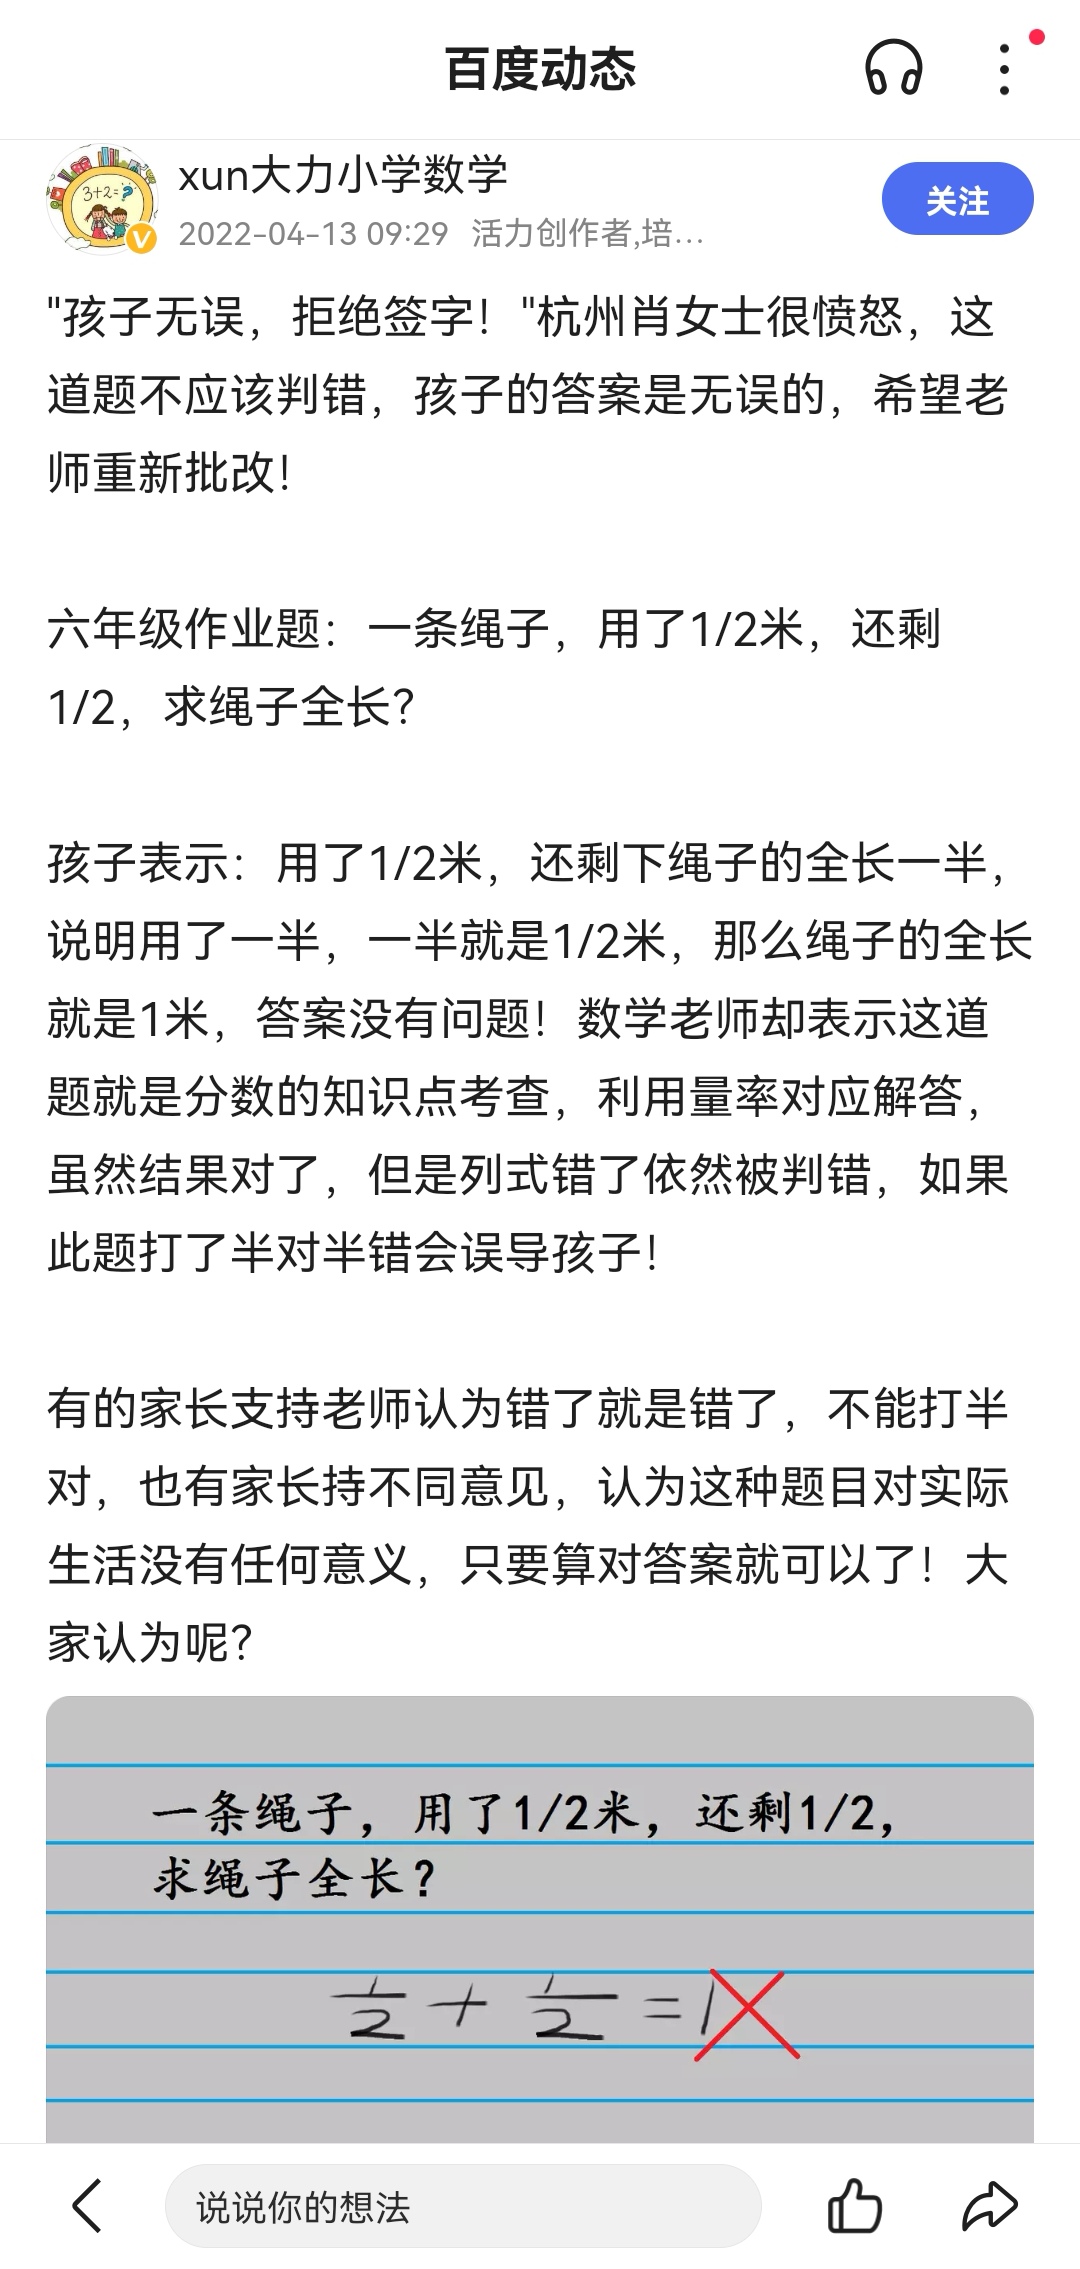 百度动态
3+2=?
xun大力小学数学
关注
V
2022-04-13 09:29 活力创作者,培...
"孩子无误，拒绝签字！"杭州肖女士很愤怒，这
道题不应该判错，孩子的答案是无误的，希望老
师重新批改！
六年级作业题：一条绳子，用了1/2米，还剩
1/2，求绳子全长？
孩子表示：用了1/2米，还剩下绳子的全长一半，
说明用了一半，一半就是1/2米，那么绳子的全长
就是1米，答案没有问题！数学老师却表示这道
题就是分数的知识点考查，利用量率对应解答，
虽然结果对了，但是列式错了依然被判错，如果
此题打了半对半错会误导孩子！
有的家长支持老师认为错了就是错了，不能打半
对，也有家长持不同意见，认为这种题目对实际
生活没有任何意义，只要算对答案就可以了！大
家认为呢？
一条绳子，用了1/2米，还剩1/2，
求绳子全长？
1/2 + 1/2 = 1
说说你的想法